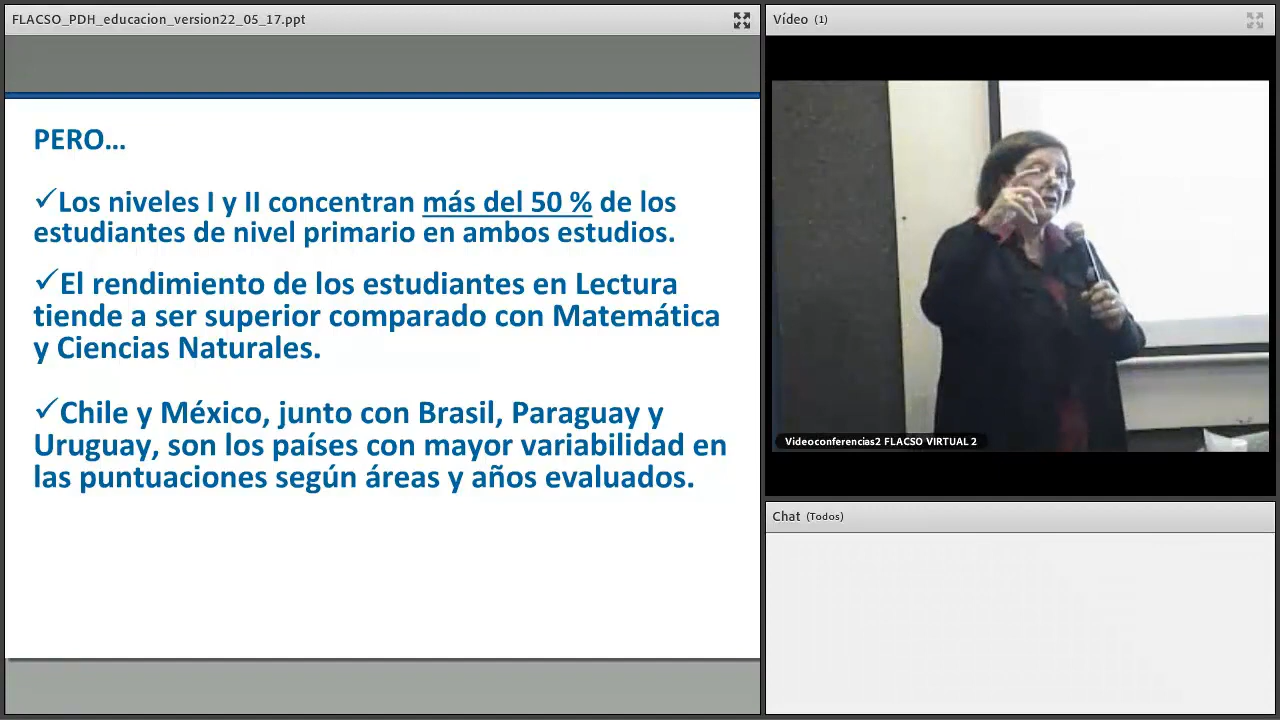 FLACSO_PDH_educacion_version22_05_17.ppt
PERO...
✓Los niveles I y II concentran más del 50 % de los
estudiantes de nivel primario en ambos estudios.
✓El rendimiento de los estudiantes en Lectura
tiende a ser superior comparado con Matemática
y Ciencias Naturales.
✓Chile y México, junto con Brasil, Paraguay y
Uruguay, son los países con mayor variabilidad en
las puntuaciones según áreas y años evaluados.
Vídeo (1)
Videoconferencias2 FLACSO VIRTUAL 2
Chat (Todos)